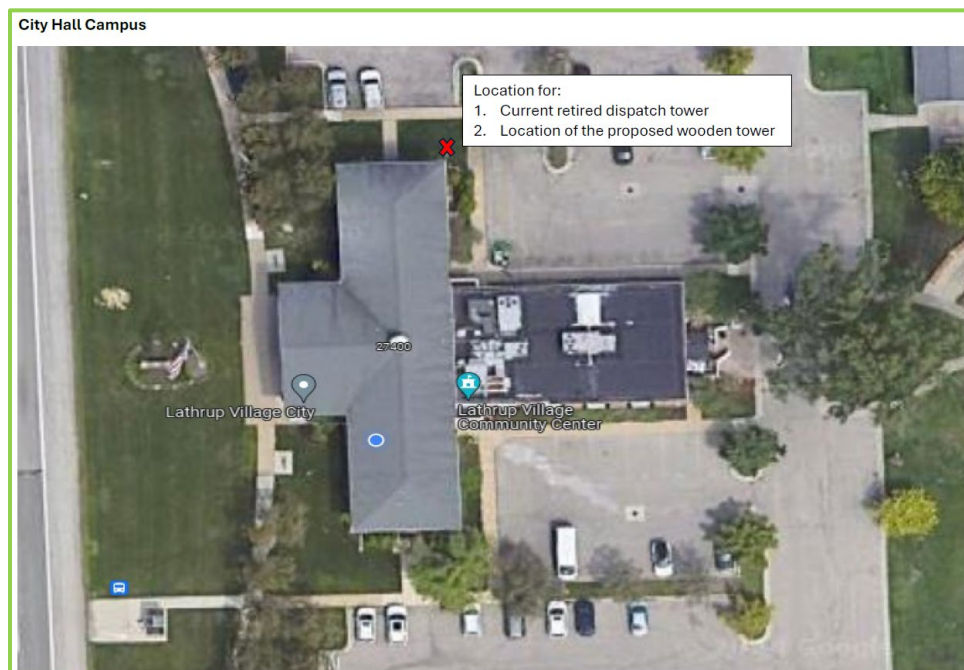 City Hall Campus
Location for:
1. Current retired dispatch tower
2. Location of the proposed wooden tower
27400
Lathrup Village City
Lathrup Village
Community Center